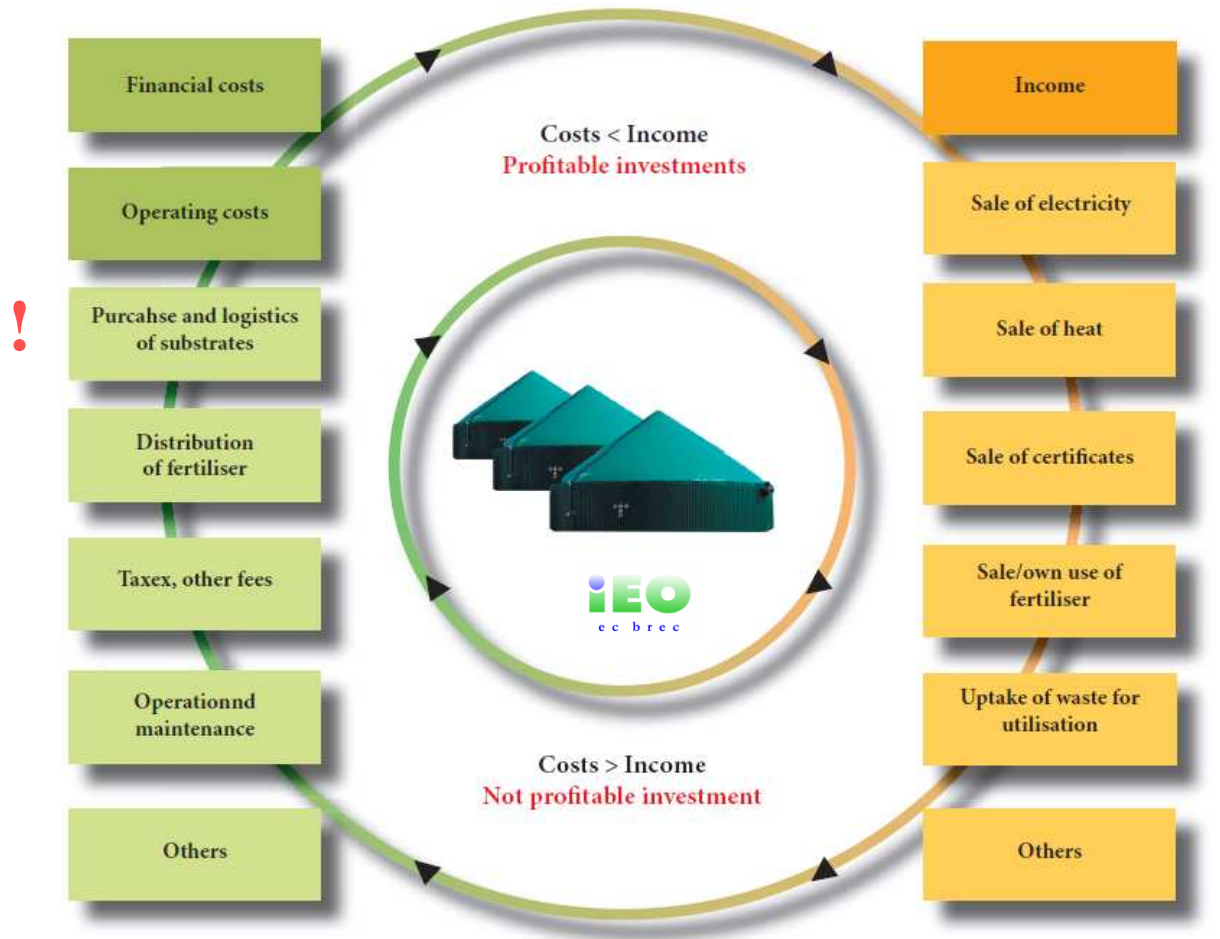 Financial costs
Operating costs
!
Purcahse and logistics
of substrates
Distribution
of fertiliser
Taxex, other fees
Operationnd
maintenance
Others
Costs < Income
Profitable investments
iEO
ec brec
Costs > Income
Not profitable investment
Income
Sale of electricity
Sale of heat
Sale of certificates
Sale/own use of
fertiliser
Uptake of waste for
utilisation
Others